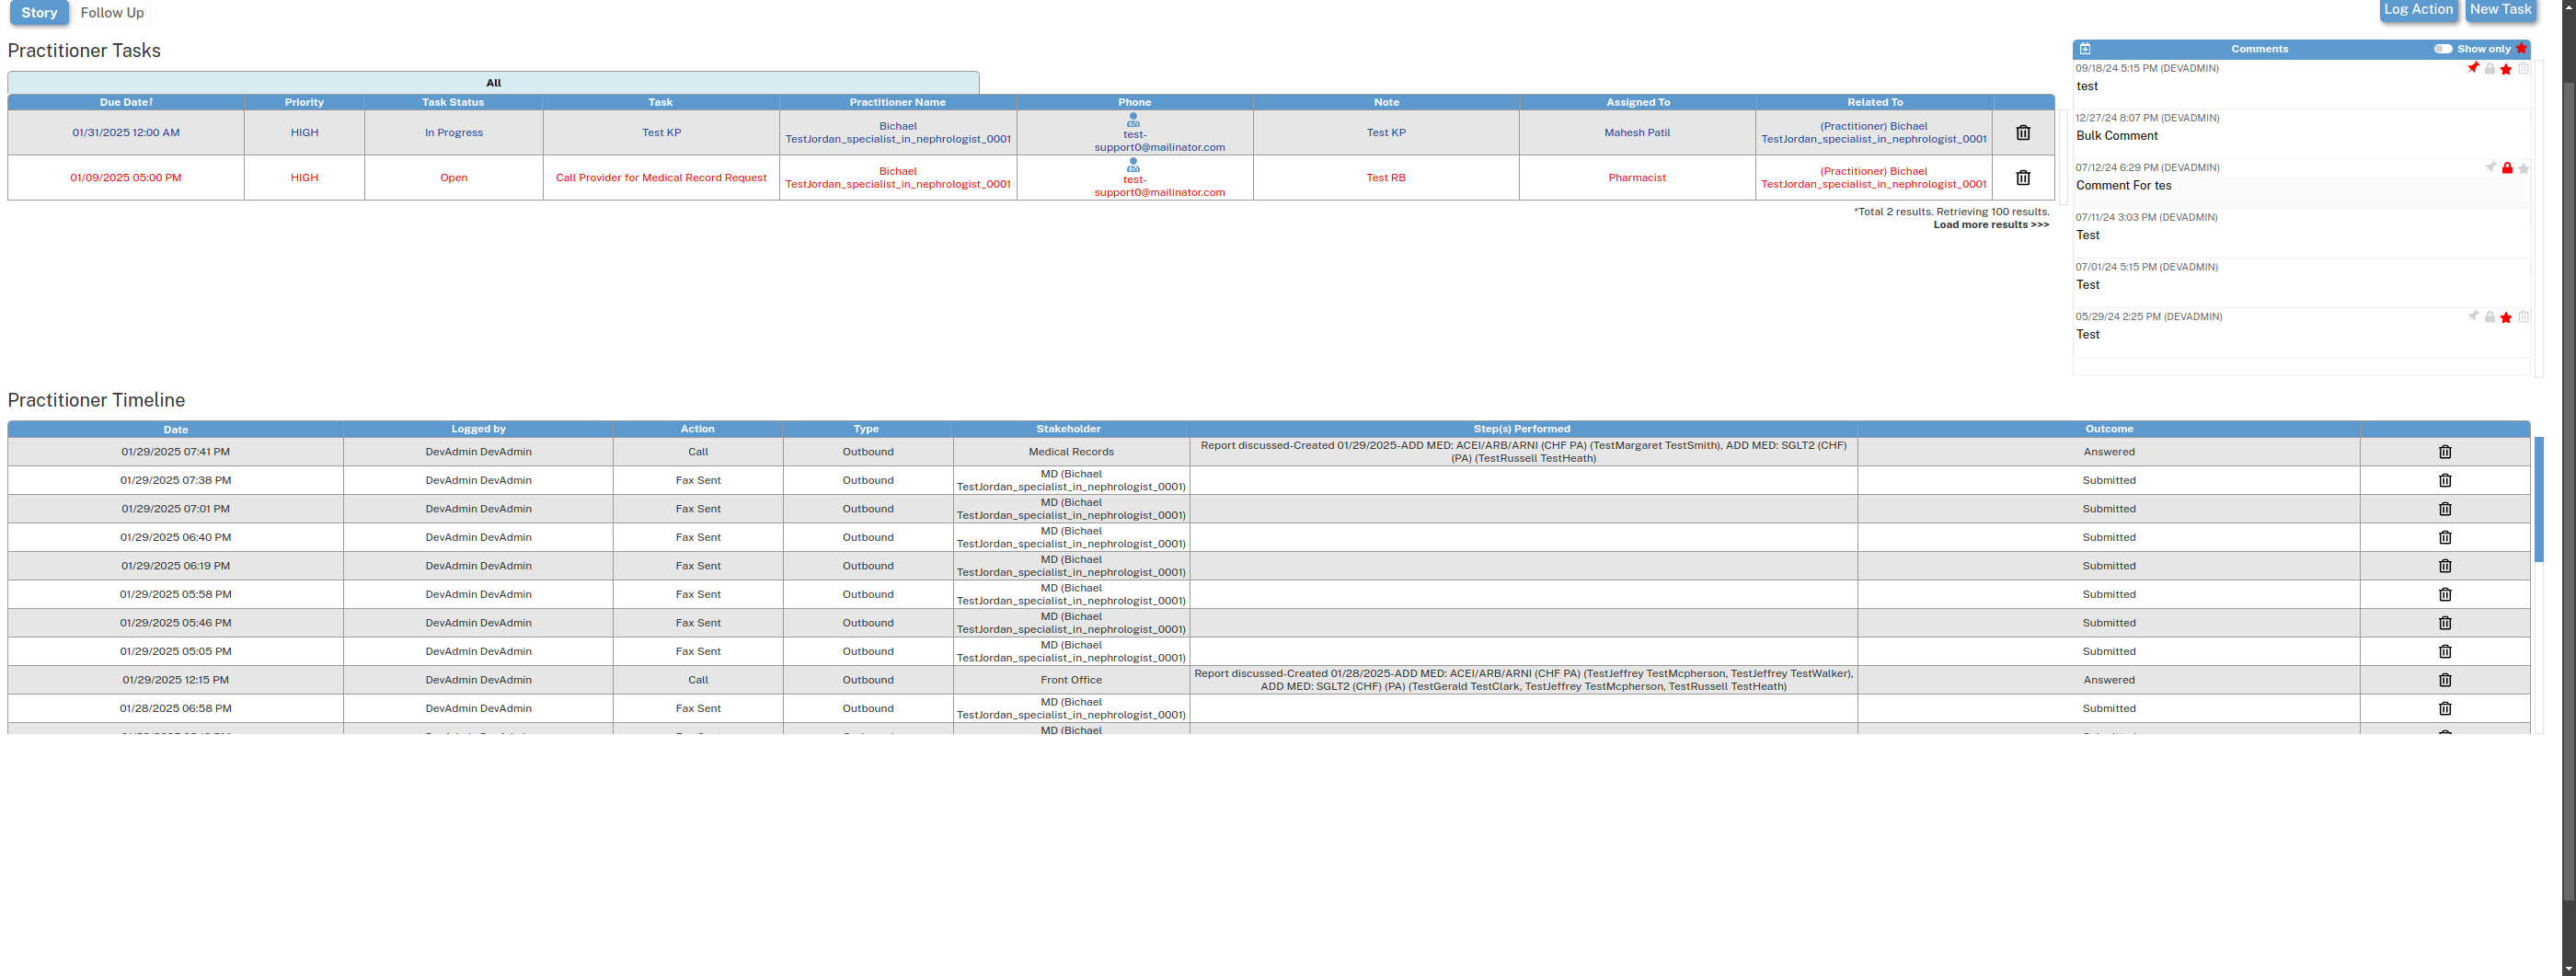 Story Follow Up Log Action New Task
Practitioner Tasks
All
Due Date↑ Priority Task Status Task Practitioner Name Phone Note Assigned To Related To
01/31/2025 12:00 AM HIGH In Progress Test KP Bichael TestJordan_specialist_in_nephrologist_0001 test-support0@mailinator.com Test KP Mahesh Patil (Practitioner) Bichael TestJordan_specialist_in_nephrologist_0001
01/09/2025 05:00 PM HIGH Open Call Provider for Medical Record Request Bichael TestJordan_specialist_in_nephrologist_0001 test-support0@mailinator.com Test RB Pharmacist (Practitioner) Bichael TestJordan_specialist_in_nephrologist_0001
*Total 2 results. Retrieving 100 results.
Load more results >>>
Comments Show only
09/18/24 5:15 PM (DEVADMIN)
test
12/27/24 8:07 PM (DEVADMIN)
Bulk Comment
07/12/24 6:29 PM (DEVADMIN)
Comment For tes
07/11/24 3:03 PM (DEVADMIN)
Test
07/01/24 5:15 PM (DEVADMIN)
Test
05/29/24 2:25 PM (DEVADMIN)
Test
Practitioner Timeline
Date Logged by Action Type Stakeholder Step(s) Performed Outcome
01/29/2025 07:41 PM DevAdmin DevAdmin Call Outbound Medical Records Report discussed-Created 01/29/2025-ADD MED: ACEI/ARB/ARNI (CHF PA) (TestMargaret TestSmith), ADD MED: SGLT2 (CHF) (PA) (TestRussell TestHeath) Answered
01/29/2025 07:38 PM DevAdmin DevAdmin Fax Sent Outbound MD (Bichael TestJordan_specialist_in_nephrologist_0001) Submitted
01/29/2025 07:01 PM DevAdmin DevAdmin Fax Sent Outbound MD (Bichael TestJordan_specialist_in_nephrologist_0001) Submitted
01/29/2025 06:40 PM DevAdmin DevAdmin Fax Sent Outbound MD (Bichael TestJordan_specialist_in_nephrologist_0001) Submitted
01/29/2025 06:19 PM DevAdmin DevAdmin Fax Sent Outbound MD (Bichael TestJordan_specialist_in_nephrologist_0001) Submitted
01/29/2025 05:58 PM DevAdmin DevAdmin Fax Sent Outbound MD (Bichael TestJordan_specialist_in_nephrologist_0001) Submitted
01/29/2025 05:46 PM DevAdmin DevAdmin Fax Sent Outbound MD (Bichael TestJordan_specialist_in_nephrologist_0001) Submitted
01/29/2025 05:05 PM DevAdmin DevAdmin Fax Sent Outbound MD (Bichael TestJordan_specialist_in_nephrologist_0001) Submitted
01/29/2025 12:15 PM DevAdmin DevAdmin Call Outbound Front Office Report discussed-Created 01/28/2025-ADD MED: ACEI/ARB/ARNI (CHF PA) (TestJeffrey TestMcpherson, TestJeffrey TestWalker), ADD MED: SGLT2 (CHF) (PA) (TestGerald TestClark, TestJeffrey TestMcpherson, TestRussell TestHeath) Answered
01/28/2025 06:58 PM DevAdmin DevAdmin Fax Sent Outbound MD (Bichael TestJordan_specialist_in_nephrologist_0001) Submitted
MD (Bichael